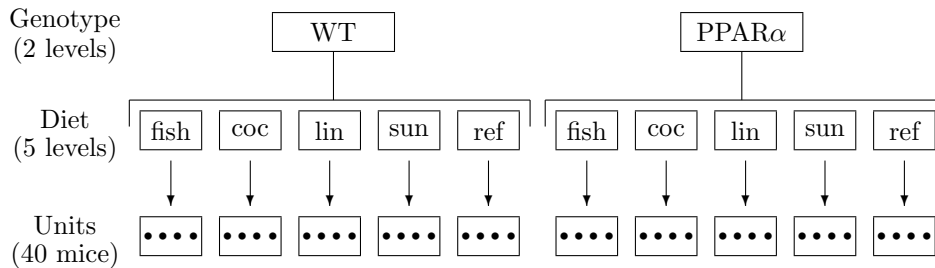 Genotype
(2 levels)
WT PPARα
Diet
(5 levels)
fish coc lin sun ref fish coc lin sun ref
Units
(40 mice)